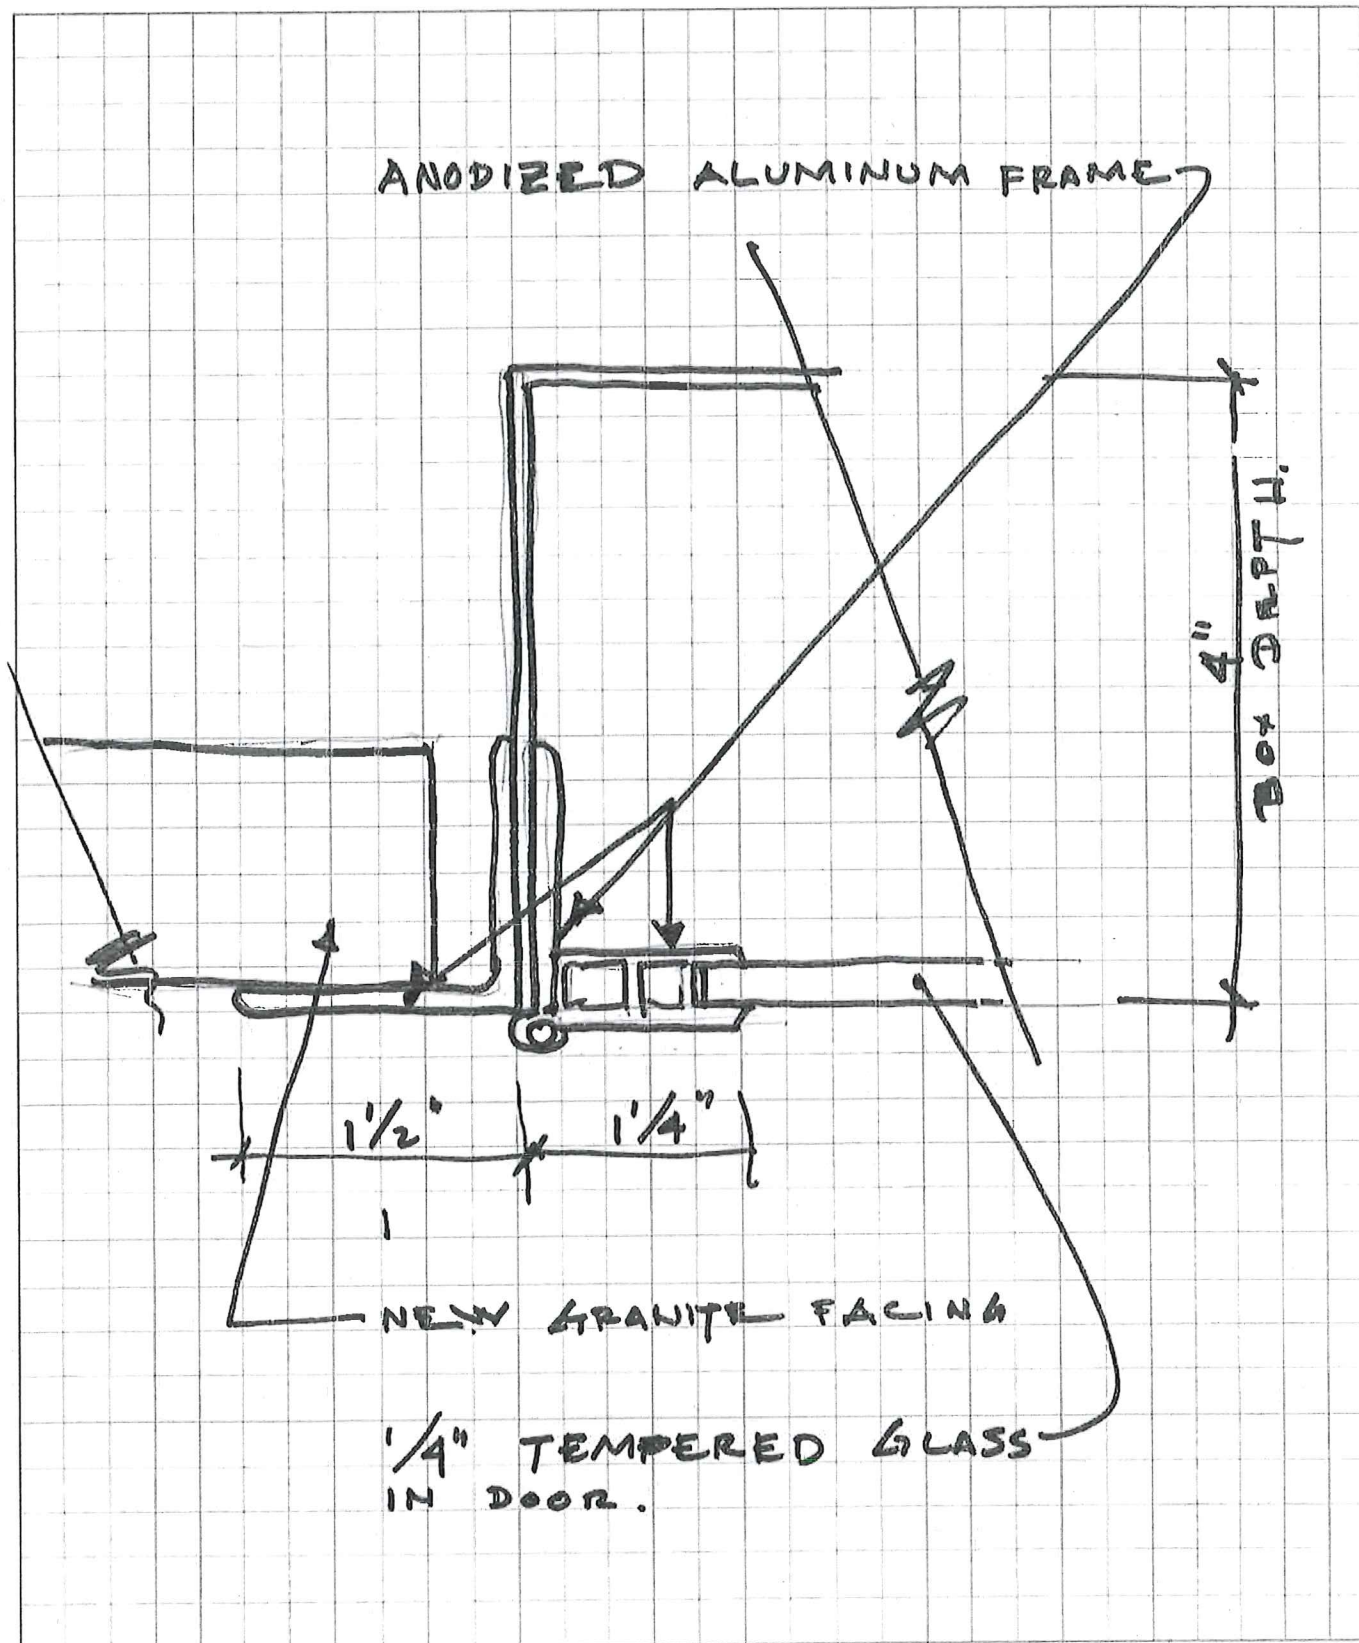 ANODIZED ALUMINUM FRAME
4"
BOX DEPTH.
1 1/2"
1 1/4"
NEW GRANITE FACING
1/4" TEMPERED GLASS
IN DOOR.